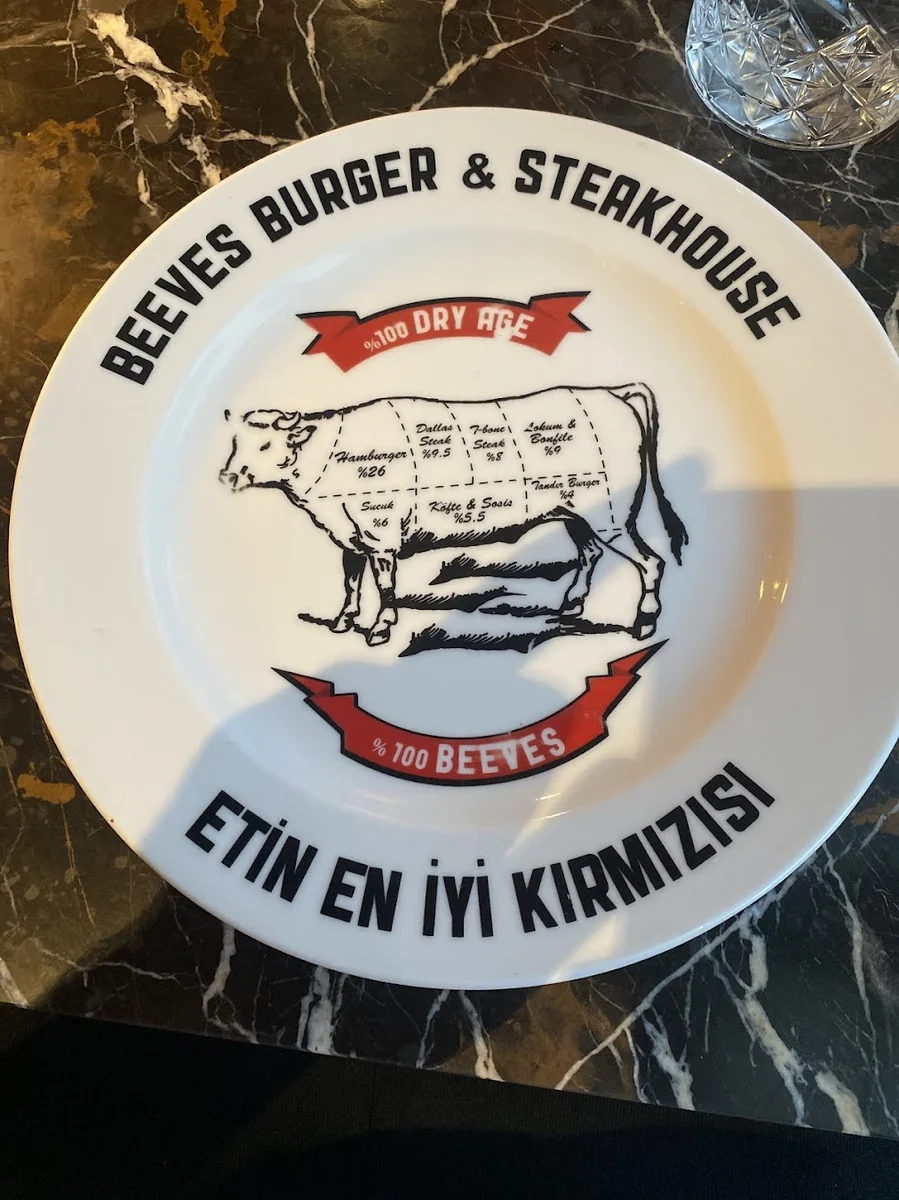 BEEVES BURGER & STEAKHOUSE
%100 DRY AGE
Hamburger
%26
Dallas
Steak
%9.5
T-bone
Steak
%8
Lokum &
Bonfile
%9
Sucuk
%6
Köfte & Sosis
%5.5
Tandır Burger
%4
% 100 BEEVES
ETİN EN İYİ KIRMIZISI